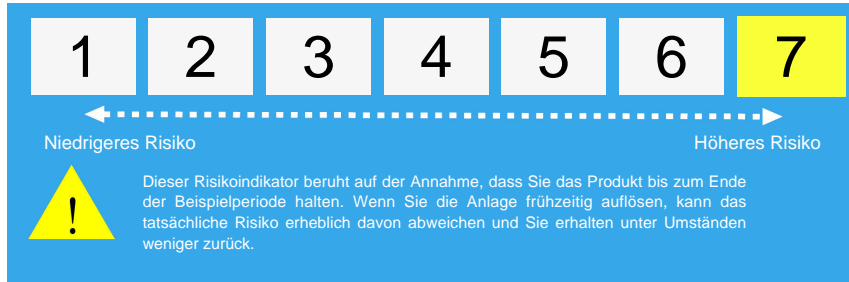 1 2 3 4 5 6 7
Niedrigeres Risiko Höheres Risiko
!
Dieser Risikoindikator beruht auf der Annahme, dass Sie das Produkt bis zum Ende
der Beispielperiode halten. Wenn Sie die Anlage frühzeitig auflösen, kann das
tatsächliche Risiko erheblich davon abweichen und Sie erhalten unter Umständen
weniger zurück.